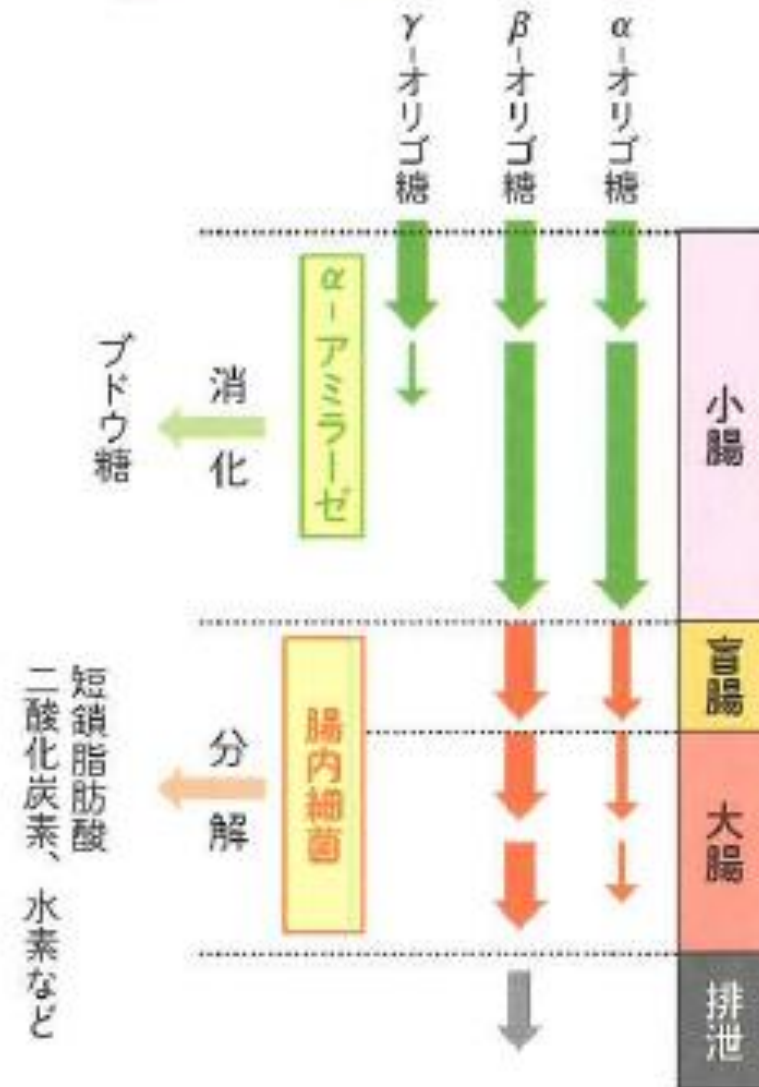 α-オリゴ糖
β-オリゴ糖
γ-オリゴ糖
小腸
盲腸
大腸
排泄
α-アミラーゼ
消化
ブドウ糖
腸内細菌
分解
短鎖脂肪酸
二酸化炭素、水素など